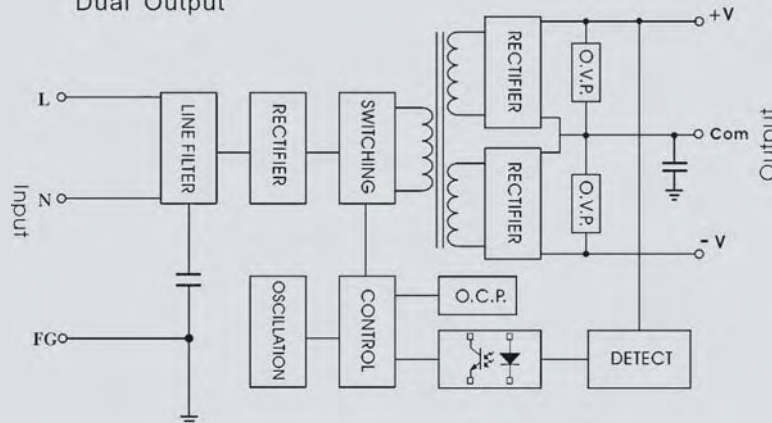 Dual Output
L
N
FG
Input
LINE FILTER
RECTIFIER
SWITCHING
RECTIFIER
RECTIFIER
O.V.P.
O.V.P.
+V
Com
- V
Output
OSCILLATION
CONTROL
O.C.P.
DETECT